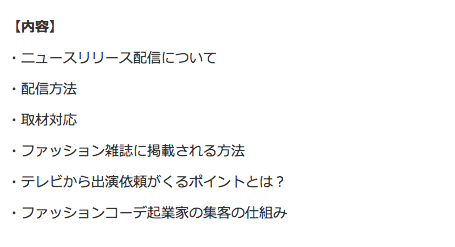 【内容】
・ニュースリリース配信について
・配信方法
・取材対応
・ファッション雑誌に掲載される方法
・テレビから出演依頼がくるポイントとは？
・ファッションコーデ起業家の集客の仕組み